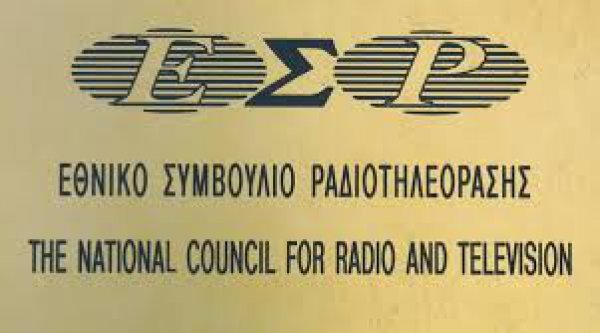 ΕΣΡ
ΕΘΝΙΚΟ ΣΥΜΒΟΥΛΙΟ ΡΑΔΙΟΤΗΛΕΟΡΑΣΗΣ
THE NATIONAL COUNCIL FOR RADIO AND TELEVISION